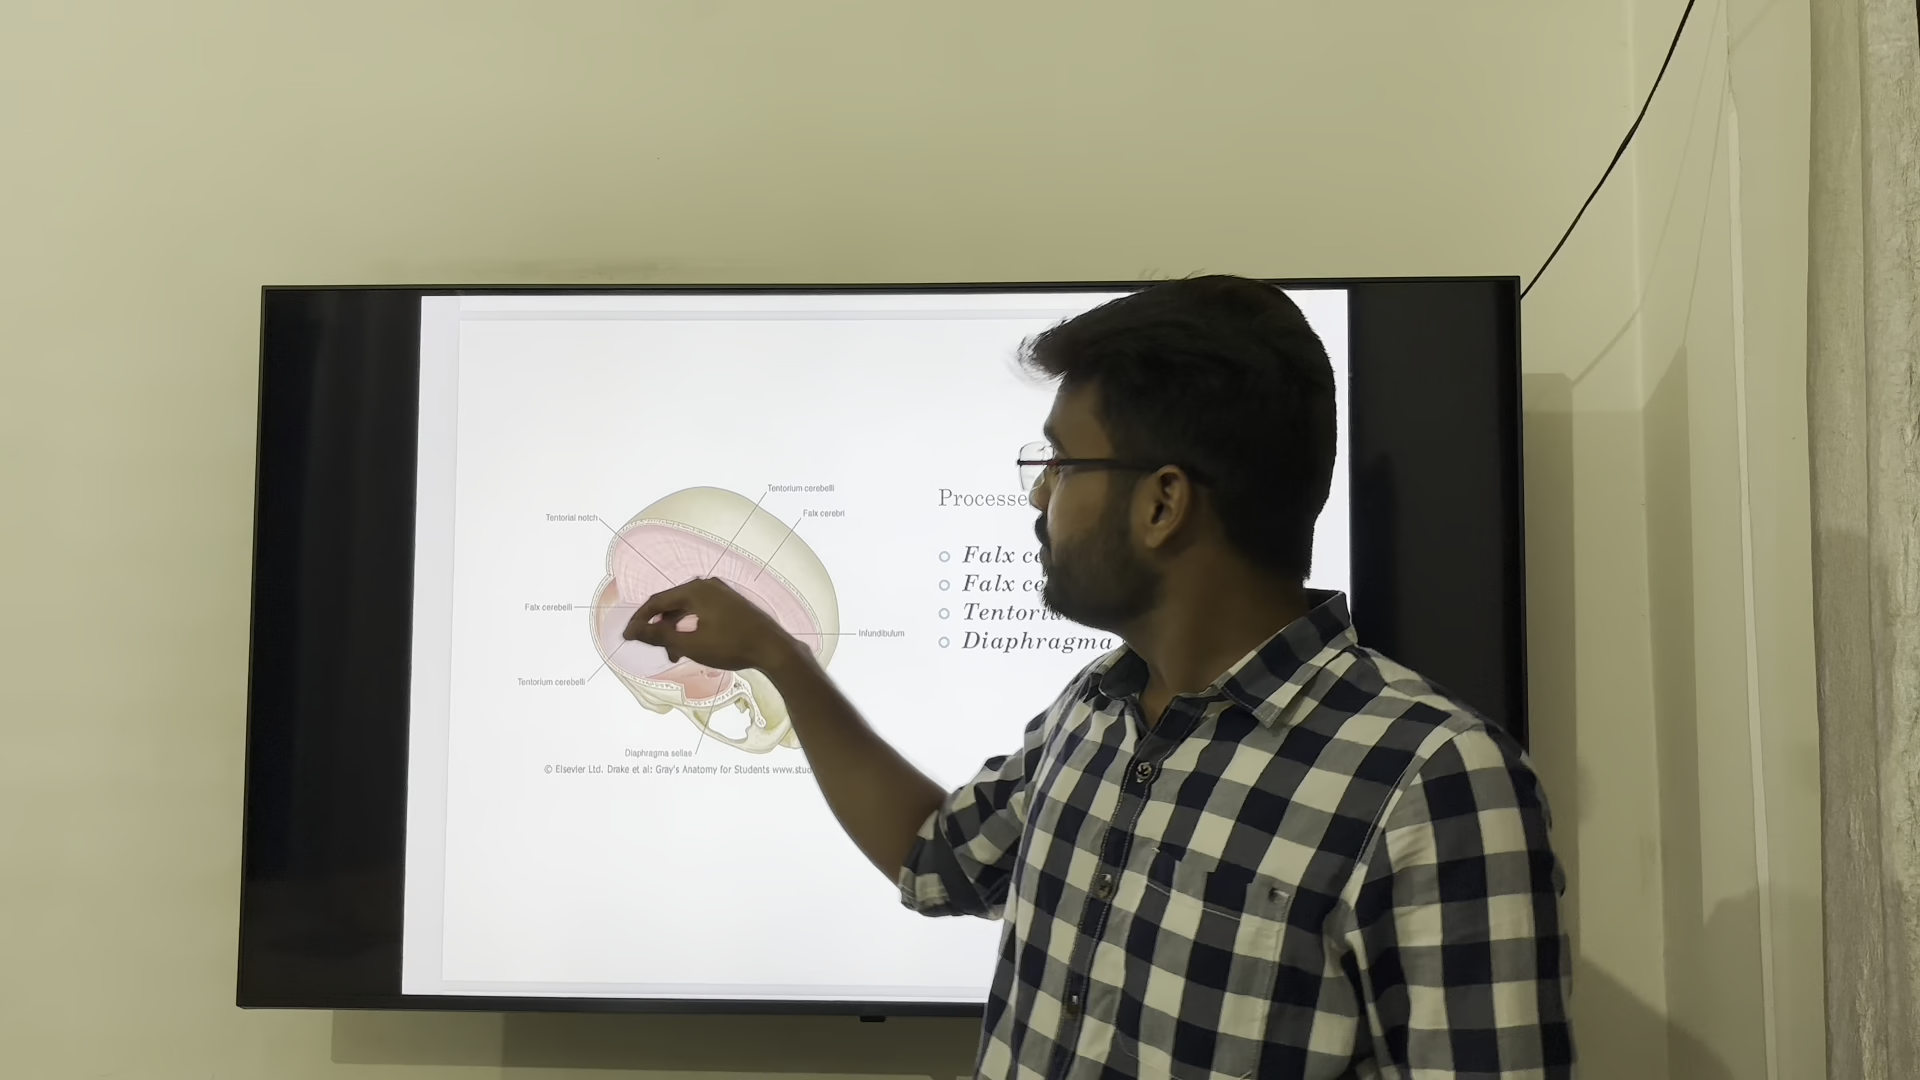 Tentorium cerebelli
Falx cerebri
Tentorial notch
Falx cerebelli
Infundibulum
Tentorium cerebelli
Diaphragma sellae
© Elsevier Ltd. Drake et al: Gray's Anatomy for Students
Falx
Falx
Diaphragma